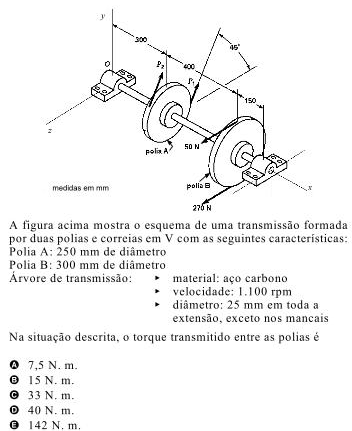 y
300
45°
400
O
P₂
P₁
150
z
50 N
polia A
polia B
x
medidas em mm
270 N
A figura acima mostra o esquema de uma transmissão formada
por duas polias e correias em V com as seguintes características:
Polia A: 250 mm de diâmetro
Polia B: 300 mm de diâmetro
Árvore de transmissão: ► material: aço carbono
► velocidade: 1.100 rpm
► diâmetro: 25 mm em toda a
extensão, exceto nos mancais
Na situação descrita, o torque transmitido entre as polias é
A 7,5 N. m.
B 15 N. m.
C 33 N. m.
D 40 N. m.
E 142 N. m.